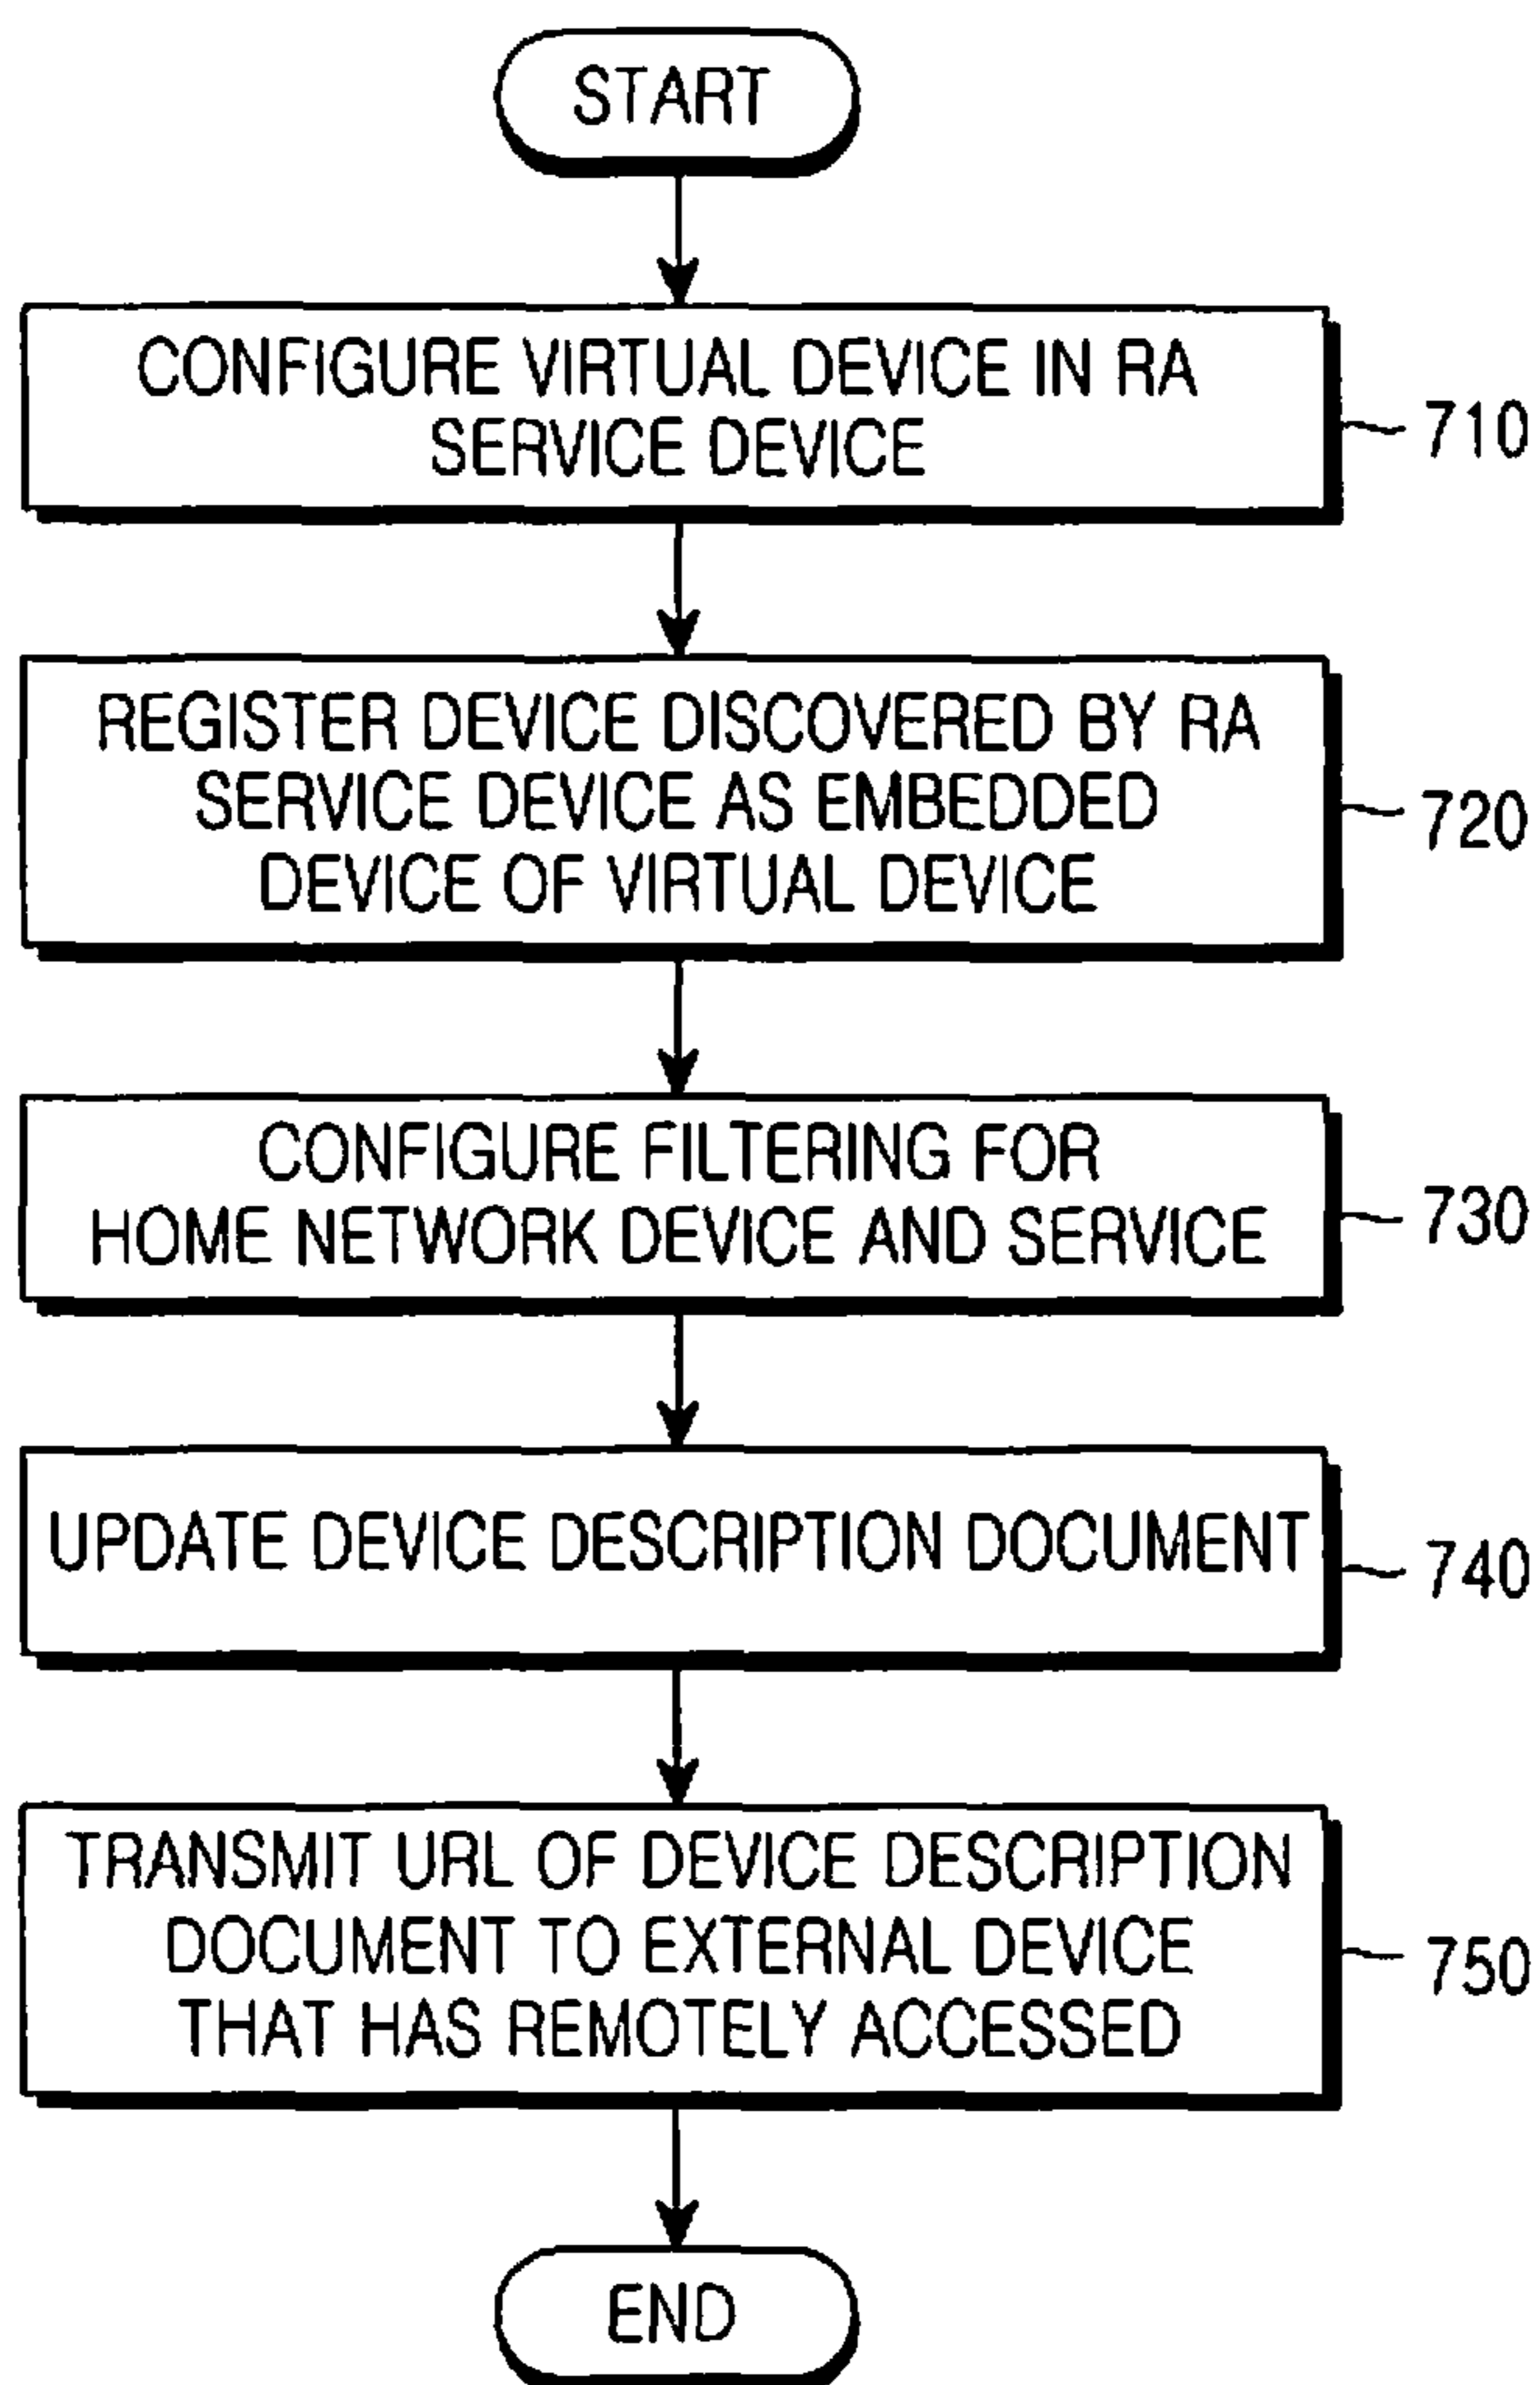 START
CONFIGURE VIRTUAL DEVICE IN RA
SERVICE DEVICE
710
REGISTER DEVICE DISCOVERED BY RA
SERVICE DEVICE AS EMBEDDED
DEVICE OF VIRTUAL DEVICE
720
CONFIGURE FILTERING FOR
HOME NETWORK DEVICE AND SERVICE
730
UPDATE DEVICE DESCRIPTION DOCUMENT
740
TRANSMIT URL OF DEVICE DESCRIPTION
DOCUMENT TO EXTERNAL DEVICE
THAT HAS REMOTELY ACCESSED
750
END